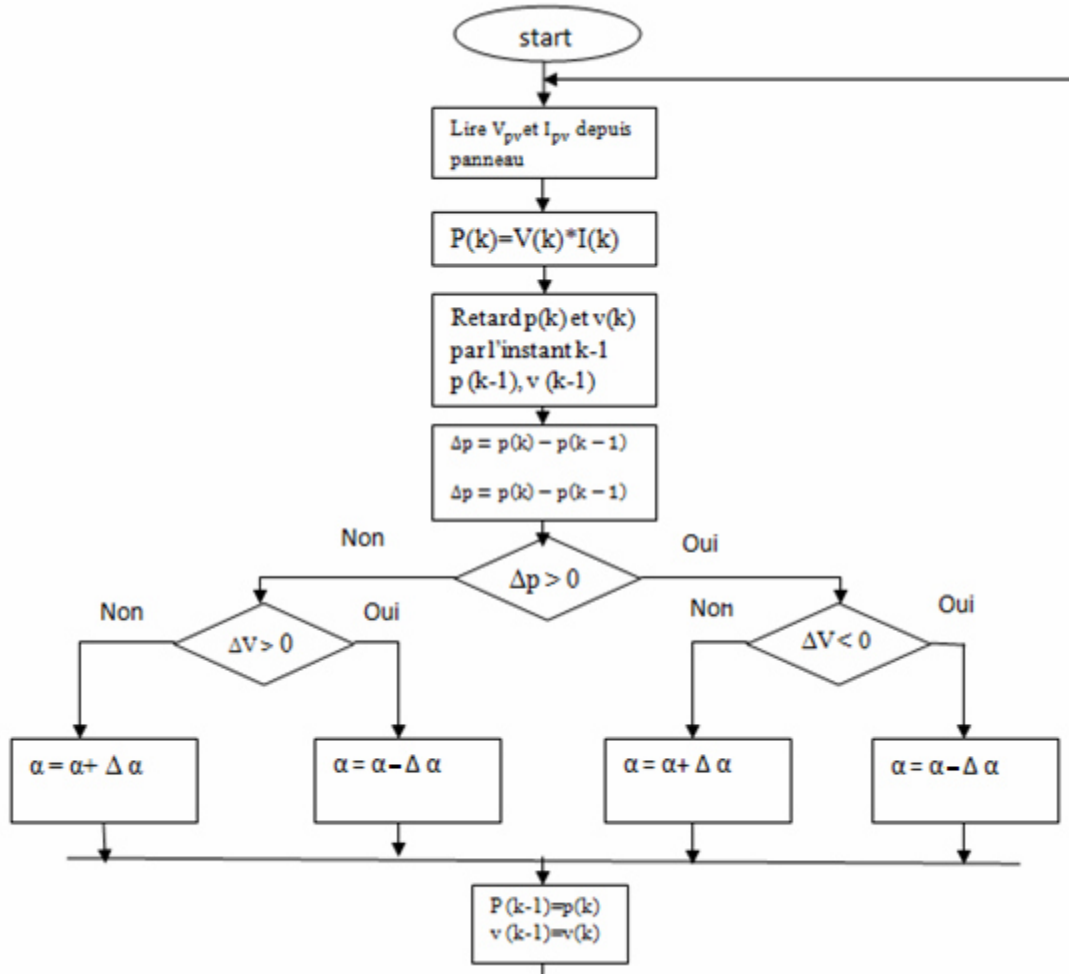 start
Lire Vpv et Ipv depuis
panneau
P(k)=V(k)*I(k)
Retard p(k) et v(k)
par l'instant k-1
p (k-1), v (k-1)
Δp = p(k) − p(k − 1)
Δp = p(k) − p(k − 1)
Non
Oui
Δp > 0
Non
Oui
Non
Oui
ΔV > 0
ΔV < 0
α = α+ Δ α
α = α− Δ α
α = α+ Δ α
α = α− Δ α
P (k-1)=p(k)
v (k-1)=v(k)